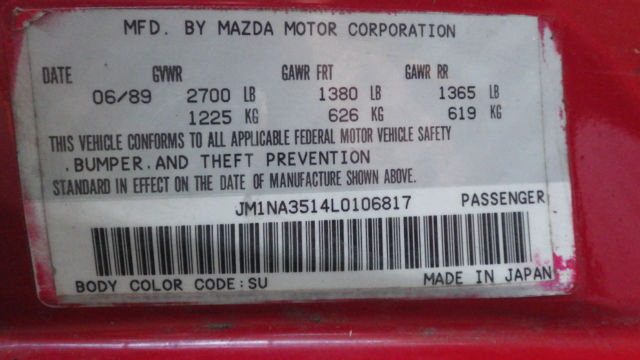 MFD. BY MAZDA MOTOR CORPORATION
DATE GVWR GAWR FRT GAWR RR
06/89 2700 LB 1380 LB 1365 LB
1225 KG 626 KG 619 KG
THIS VEHICLE CONFORMS TO ALL APPLICABLE FEDERAL MOTOR VEHICLE SAFETY
.BUMPER.AND THEFT PREVENTION
STANDARD IN EFFECT ON THE DATE OF MANUFACTURE SHOWN ABOVE.
JM1NA3514L0106817 PASSENGER
BODY COLOR CODE:SU MADE IN JAPAN